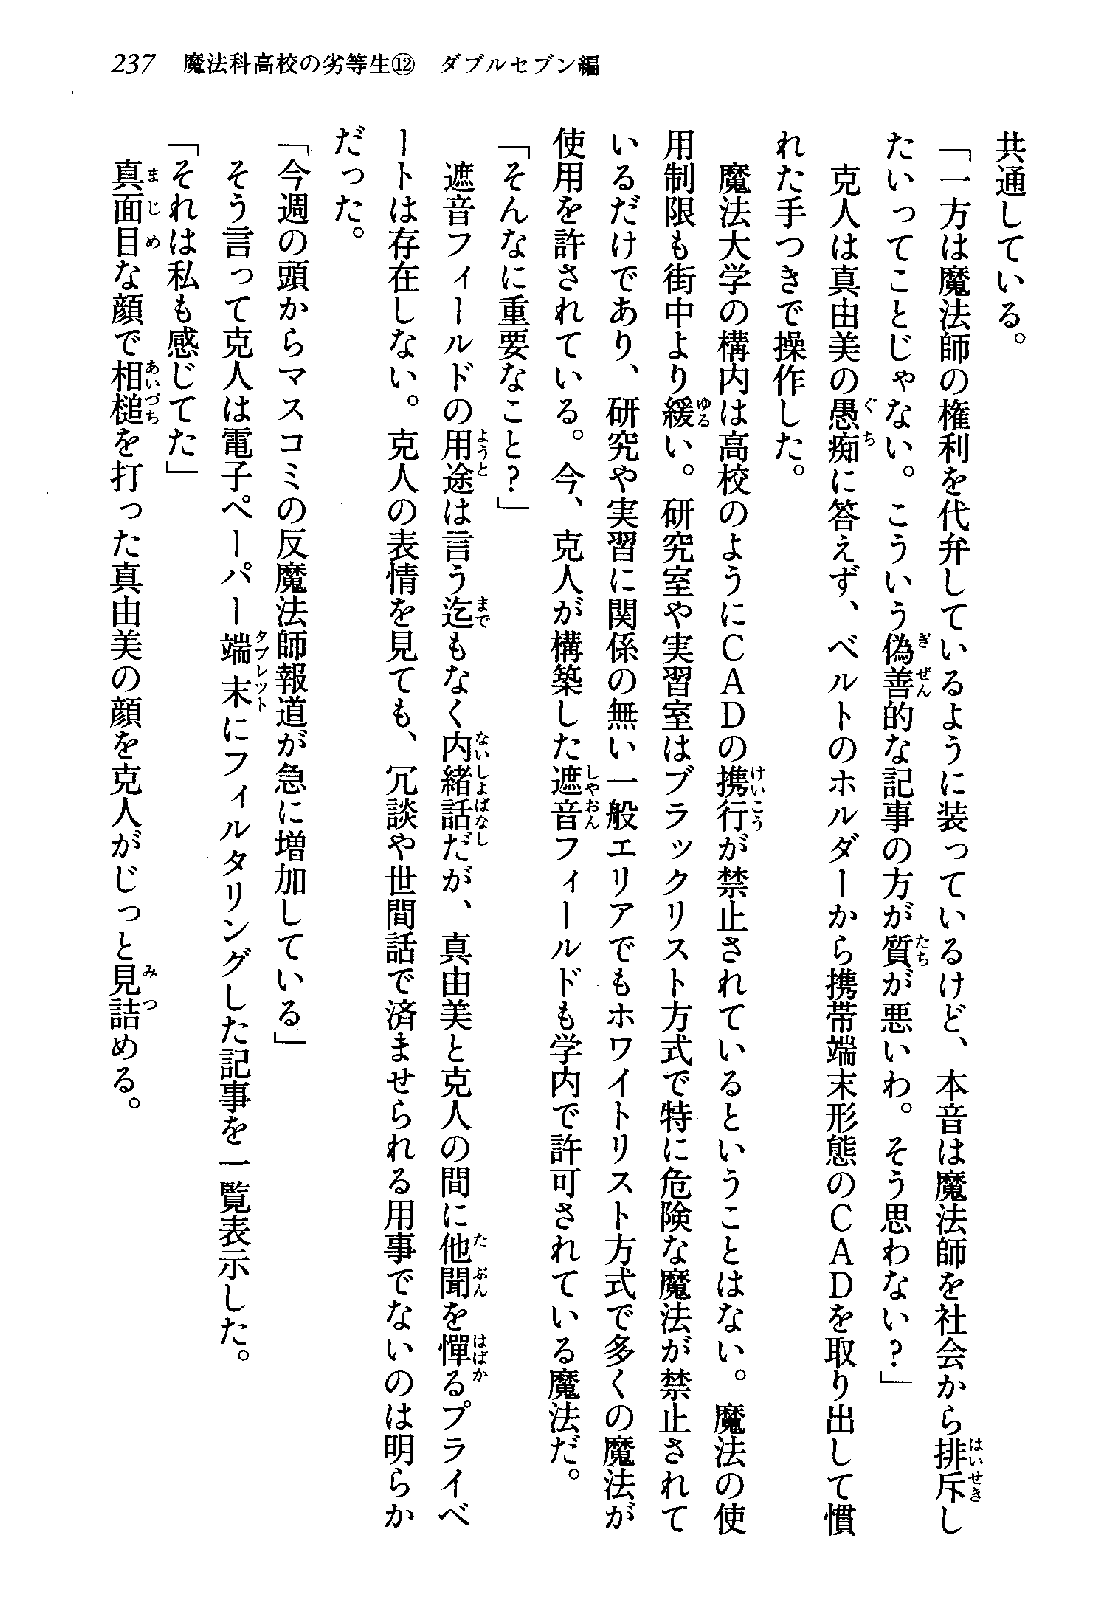 237　魔法科高校の劣等生⑫　ダブルセブン編
共通している。
「一方は魔法師の権利を代弁しているように装っているけど、本音は魔法師を社会から排斥し
たいってことじゃない。こういう偽善的な記事の方が質が悪いわ。そう思わない？」
　克人は真由美の愚痴に答えず、ベルトのホルダーから携帯端末形態のＣＡＤを取り出して慣
れた手つきで操作した。
　魔法大学の構内は高校のようにＣＡＤの携行が禁止されているということはない。魔法の使
用制限も街中より緩い。研究室や実習室はブラックリスト方式で特に危険な魔法が禁止されて
いるだけであり、研究や実習に関係の無い一般エリアでもホワイトリスト方式で多くの魔法が
使用を許されている。今、克人が構築した遮音フィールドも学内で許可されている魔法だ。
「そんなに重要なこと？」
　遮音フィールドの用途は言う迄もなく内緒話だが、真由美と克人の間に他聞を憚るプライベ
ートは存在しない。克人の表情を見ても、冗談や世間話で済ませられる用事でないのは明らか
だった。
「今週の頭からマスコミの反魔法師報道が急に増加している」
　そう言って克人は電子ペーパー端末にフィルタリングした記事を一覧表示した。
「それは私も感じてた」
　真面目な顔で相槌を打った真由美の顔を克人がじっと見詰める。